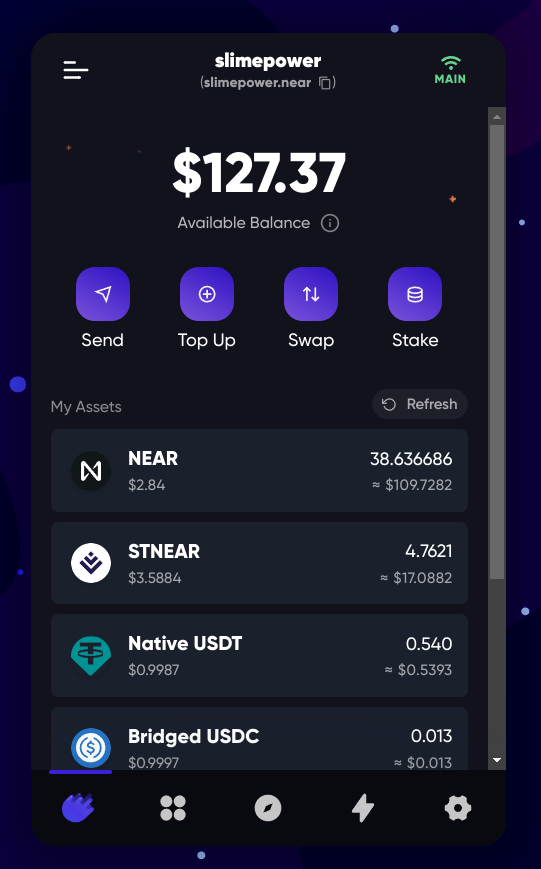 slimepower
(slimepower.near )
MAIN
$127.37
Available Balance
Send Top Up Swap Stake
My Assets Refresh
NEAR 38.636686
$2.84 ≈ $109.7282
STNEAR 4.7621
$3.5884 ≈ $17.0882
Native USDT 0.540
$0.9987 ≈ $0.5393
Bridged USDC 0.013
$0.9997 ≈ $0.013